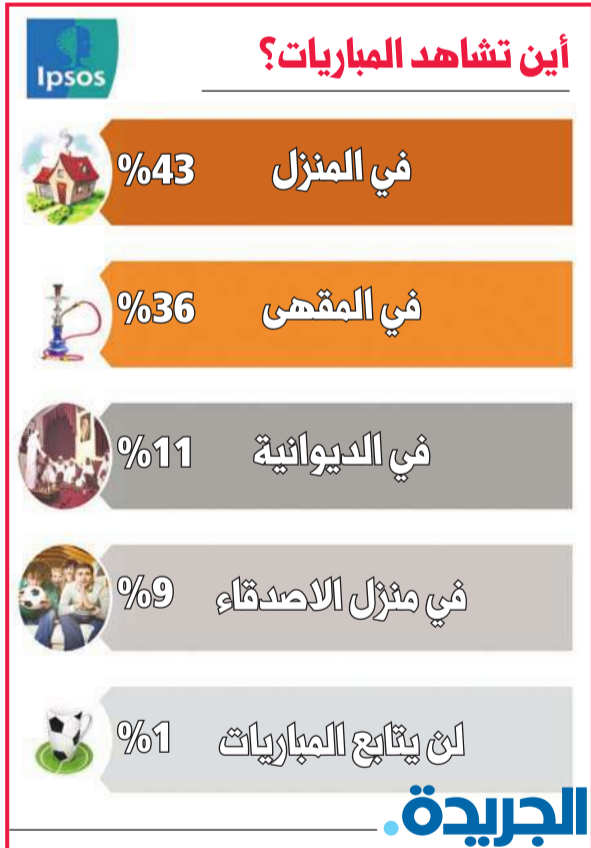 أين تشاهد المباريات؟
Ipsos
في المنزل %43
في المقهى %36
في الديوانية %11
في منزل الاصدقاء %9
لن يتابع المباريات %1
الجريدة.